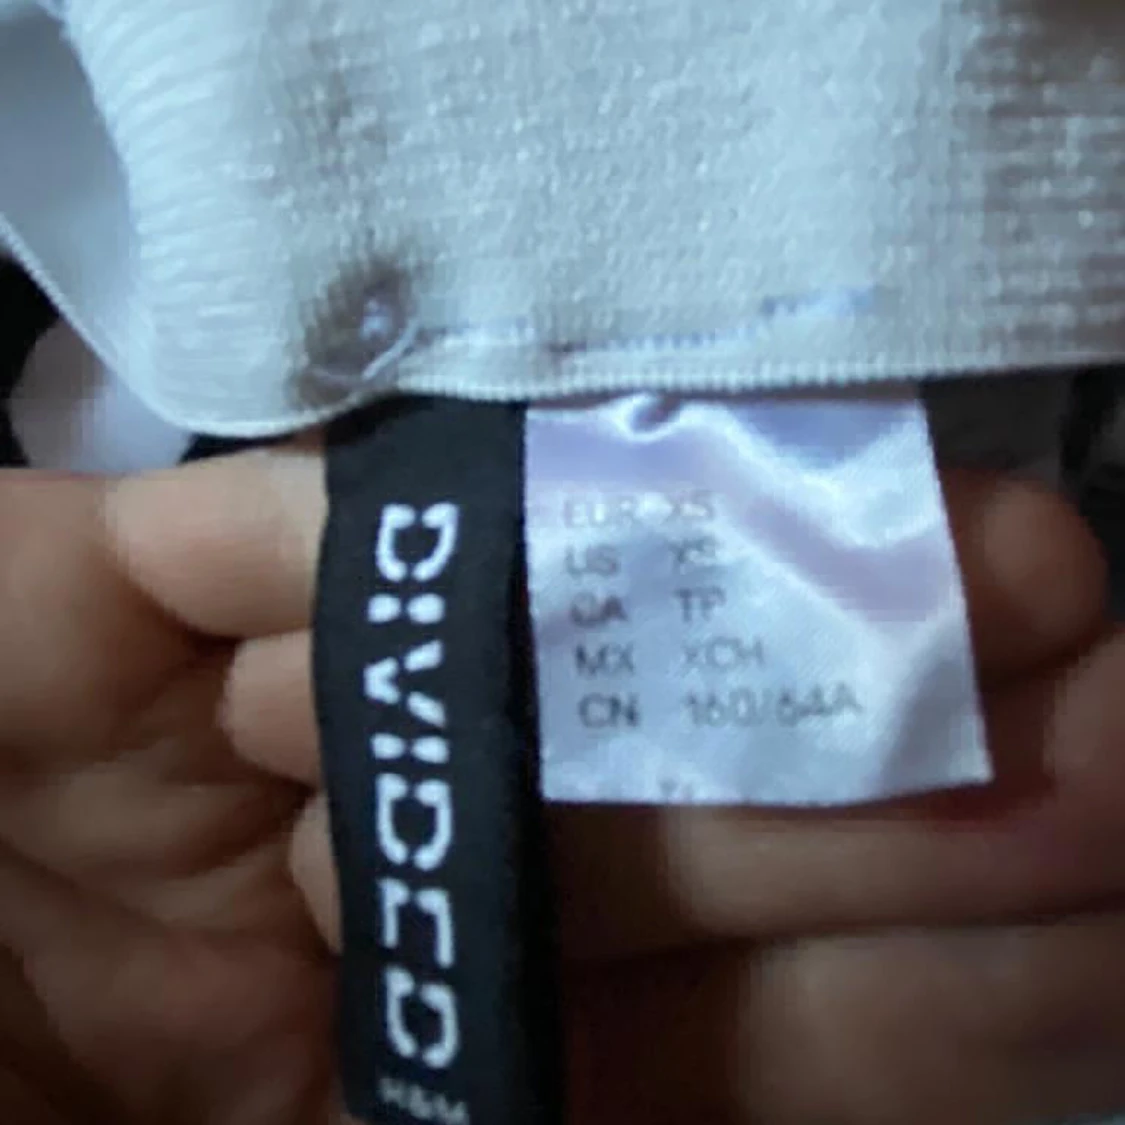 DIVIDED
H&M
EUR XS
US XS
CA TP
MX XCH
CN 160/64A